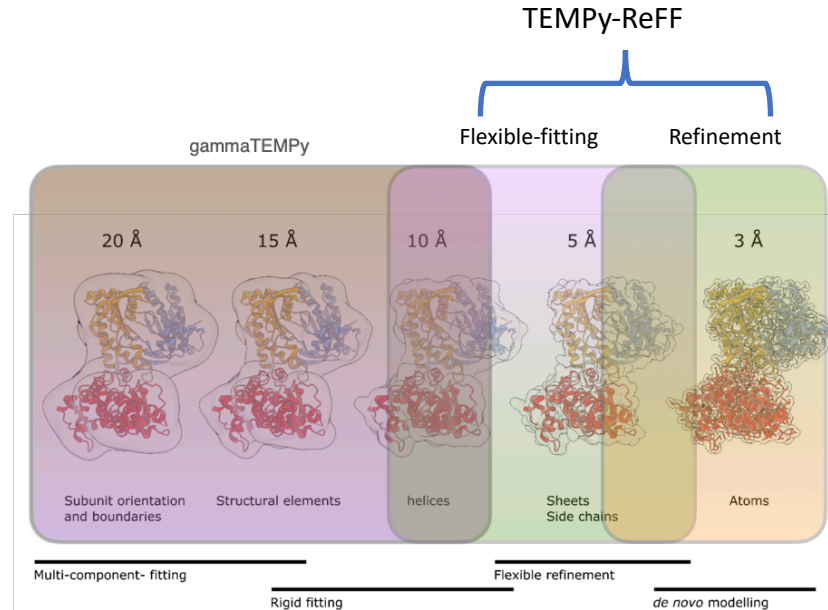 TEMPy-ReFF
gammaTEMPy
Flexible-fitting
Refinement
20 Å
15 Å
10 Å
5 Å
3 Å
Subunit orientation
and boundaries
Structural elements
helices
Sheets
Side chains
Atoms
Multi-component- fitting
Rigid fitting
Flexible refinement
de novo modelling